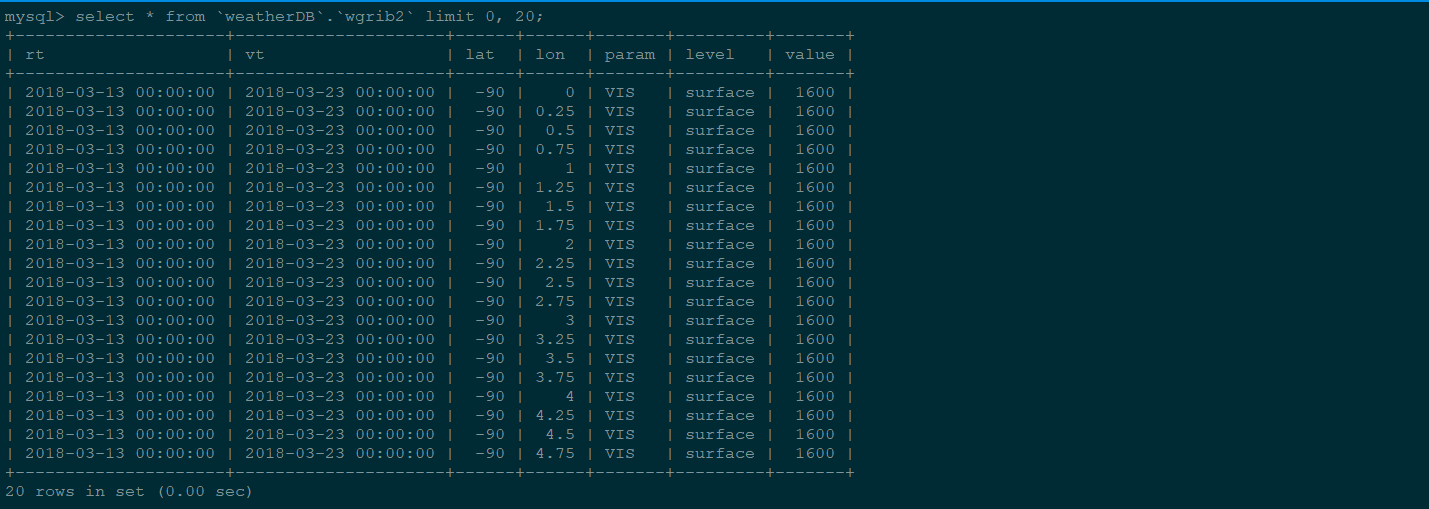 mysql> select * from `weatherDB`.`wgrib2` limit 0, 20;
+---------------------+---------------------+------+------+-------+---------+-------+
| rt                  | vt                  | lat  | lon  | param | level   | value |
+---------------------+---------------------+------+------+-------+---------+-------+
| 2018-03-13 00:00:00 | 2018-03-23 00:00:00 |  -90 |    0 | VIS   | surface |  1600 |
| 2018-03-13 00:00:00 | 2018-03-23 00:00:00 |  -90 | 0.25 | VIS   | surface |  1600 |
| 2018-03-13 00:00:00 | 2018-03-23 00:00:00 |  -90 |  0.5 | VIS   | surface |  1600 |
| 2018-03-13 00:00:00 | 2018-03-23 00:00:00 |  -90 | 0.75 | VIS   | surface |  1600 |
| 2018-03-13 00:00:00 | 2018-03-23 00:00:00 |  -90 |    1 | VIS   | surface |  1600 |
| 2018-03-13 00:00:00 | 2018-03-23 00:00:00 |  -90 | 1.25 | VIS   | surface |  1600 |
| 2018-03-13 00:00:00 | 2018-03-23 00:00:00 |  -90 |  1.5 | VIS   | surface |  1600 |
| 2018-03-13 00:00:00 | 2018-03-23 00:00:00 |  -90 | 1.75 | VIS   | surface |  1600 |
| 2018-03-13 00:00:00 | 2018-03-23 00:00:00 |  -90 |    2 | VIS   | surface |  1600 |
| 2018-03-13 00:00:00 | 2018-03-23 00:00:00 |  -90 | 2.25 | VIS   | surface |  1600 |
| 2018-03-13 00:00:00 | 2018-03-23 00:00:00 |  -90 |  2.5 | VIS   | surface |  1600 |
| 2018-03-13 00:00:00 | 2018-03-23 00:00:00 |  -90 | 2.75 | VIS   | surface |  1600 |
| 2018-03-13 00:00:00 | 2018-03-23 00:00:00 |  -90 |    3 | VIS   | surface |  1600 |
| 2018-03-13 00:00:00 | 2018-03-23 00:00:00 |  -90 | 3.25 | VIS   | surface |  1600 |
| 2018-03-13 00:00:00 | 2018-03-23 00:00:00 |  -90 |  3.5 | VIS   | surface |  1600 |
| 2018-03-13 00:00:00 | 2018-03-23 00:00:00 |  -90 | 3.75 | VIS   | surface |  1600 |
| 2018-03-13 00:00:00 | 2018-03-23 00:00:00 |  -90 |    4 | VIS   | surface |  1600 |
| 2018-03-13 00:00:00 | 2018-03-23 00:00:00 |  -90 | 4.25 | VIS   | surface |  1600 |
| 2018-03-13 00:00:00 | 2018-03-23 00:00:00 |  -90 |  4.5 | VIS   | surface |  1600 |
| 2018-03-13 00:00:00 | 2018-03-23 00:00:00 |  -90 | 4.75 | VIS   | surface |  1600 |
+---------------------+---------------------+------+------+-------+---------+-------+
20 rows in set (0.00 sec)